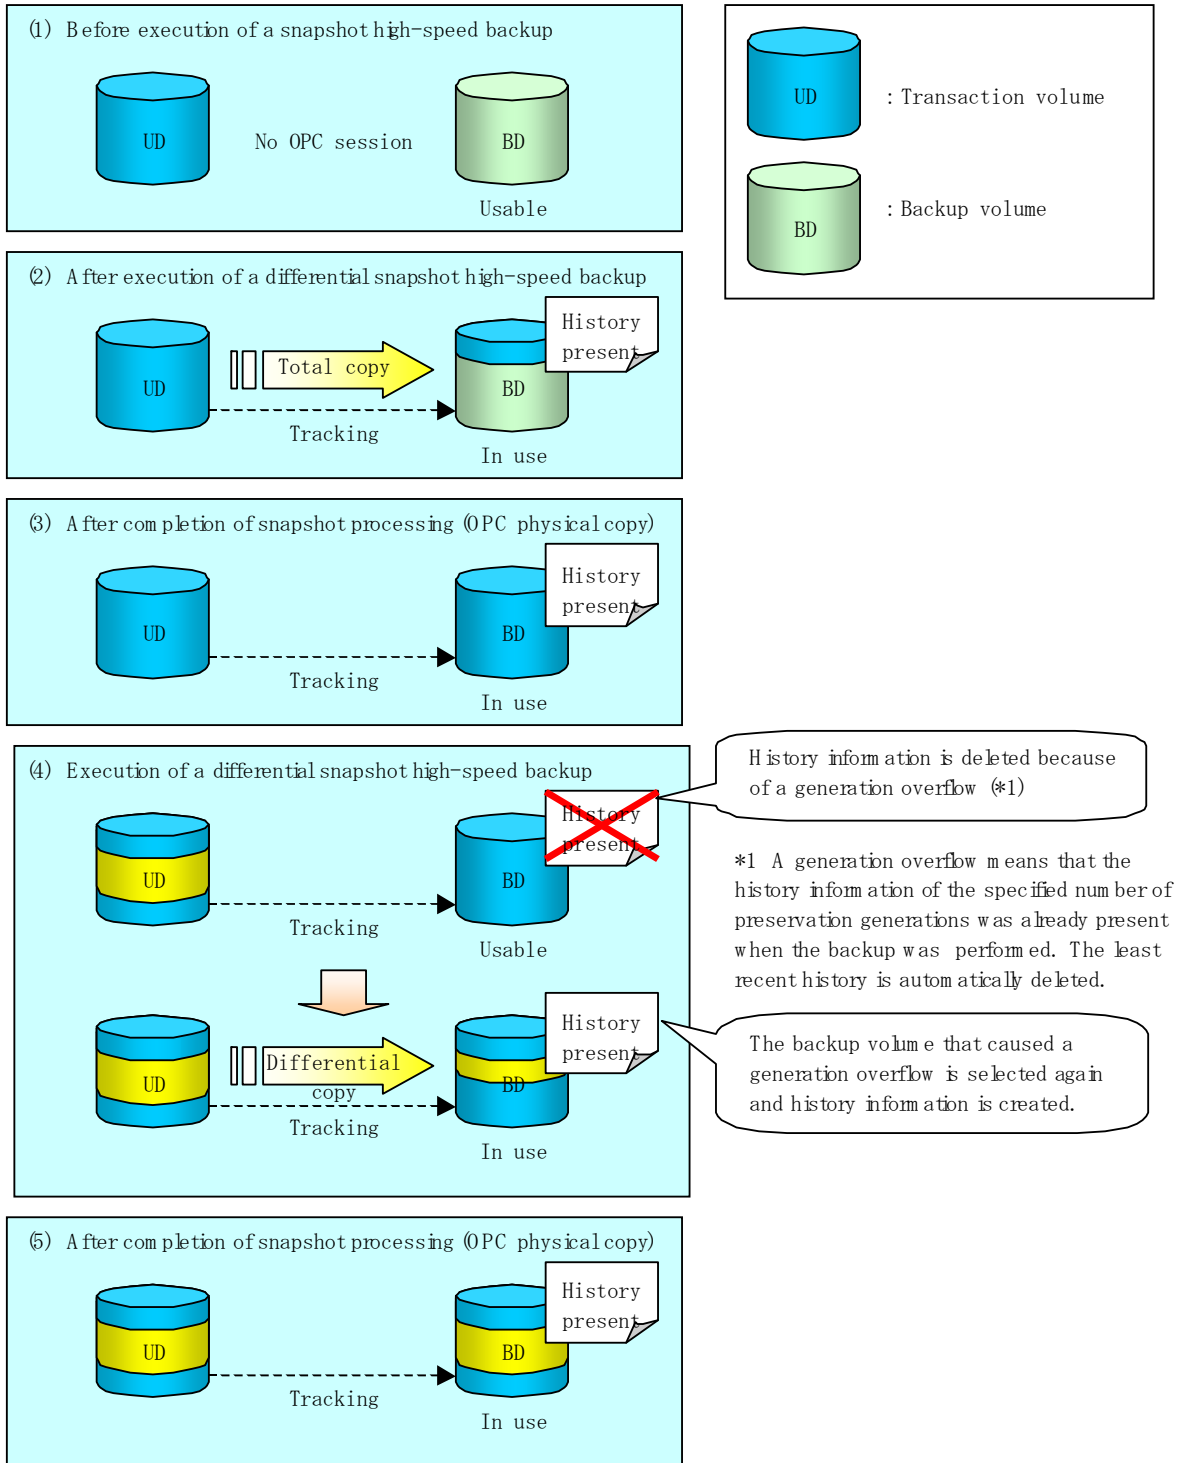 (1) Before execution of a snapshot high-speed backup
UD
No OPC session
BD
Usable
UD
: Transaction volume
BD
: Backup volume
(2) After execution of a differential snapshot high-speed backup
UD
Total copy
Tracking
History
present
BD
In use
(3) After completion of snapshot processing (OPC physical copy)
UD
Tracking
History
present
BD
In use
(4) Execution of a differential snapshot high-speed backup
UD
Tracking
History
present
BD
Usable
History information is deleted because
of a generation overflow (*1)
*1 A generation overflow means that the
history information of the specified number of
preservation generations was already present
when the backup was performed. The least
recent history is automatically deleted.
UD
Differential
copy
Tracking
History
present
BD
In use
The backup volume that caused a
generation overflow is selected again
and history information is created.
(5) After completion of snapshot processing (OPC physical copy)
UD
Tracking
History
present
BD
In use